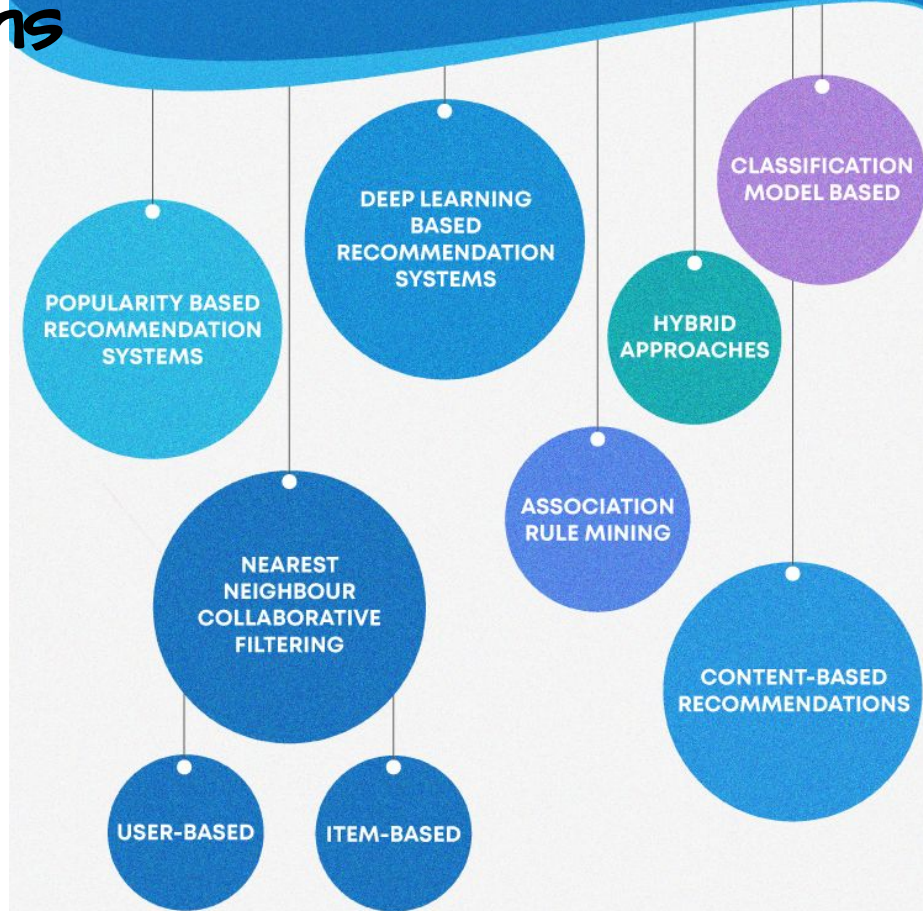 ns
DEEP LEARNING
BASED
RECOMMENDATION
SYSTEMS
CLASSIFICATION
MODEL BASED
POPULARITY BASED
RECOMMENDATION
SYSTEMS
HYBRID
APPROACHES
ASSOCIATION
RULE MINING
NEAREST
NEIGHBOUR
COLLABORATIVE
FILTERING
CONTENT-BASED
RECOMMENDATIONS
USER-BASED
ITEM-BASED